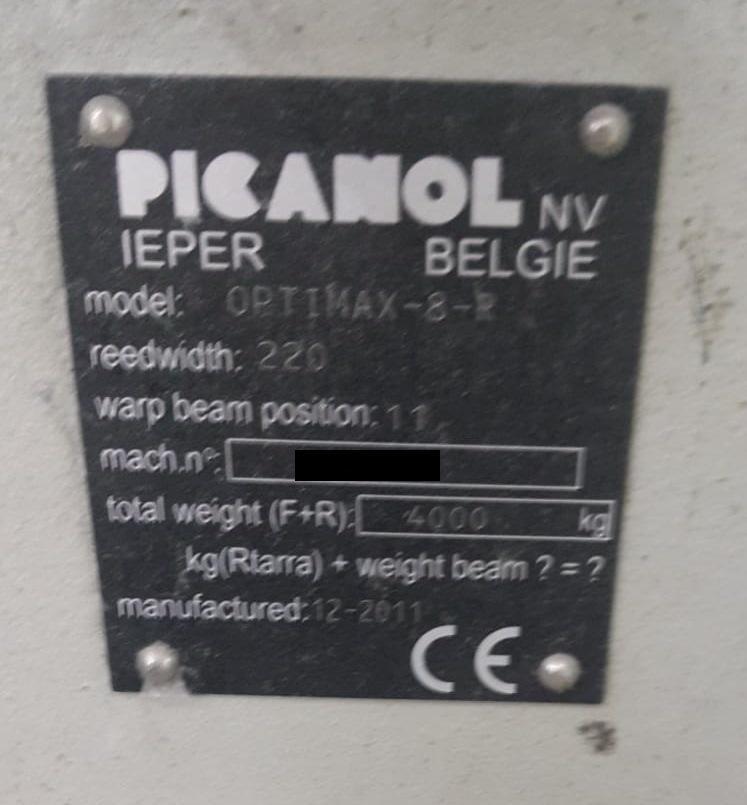 PICANOL NV
IEPER BELGIE
model: OPTIMAX-8-R
reedwidth: 220
warp beam position: 11
mach.n°:
total weight (F+R): 4000 kg
kg(Rtarra) + weight beam ? = ?
manufactured: 12-2011
CE